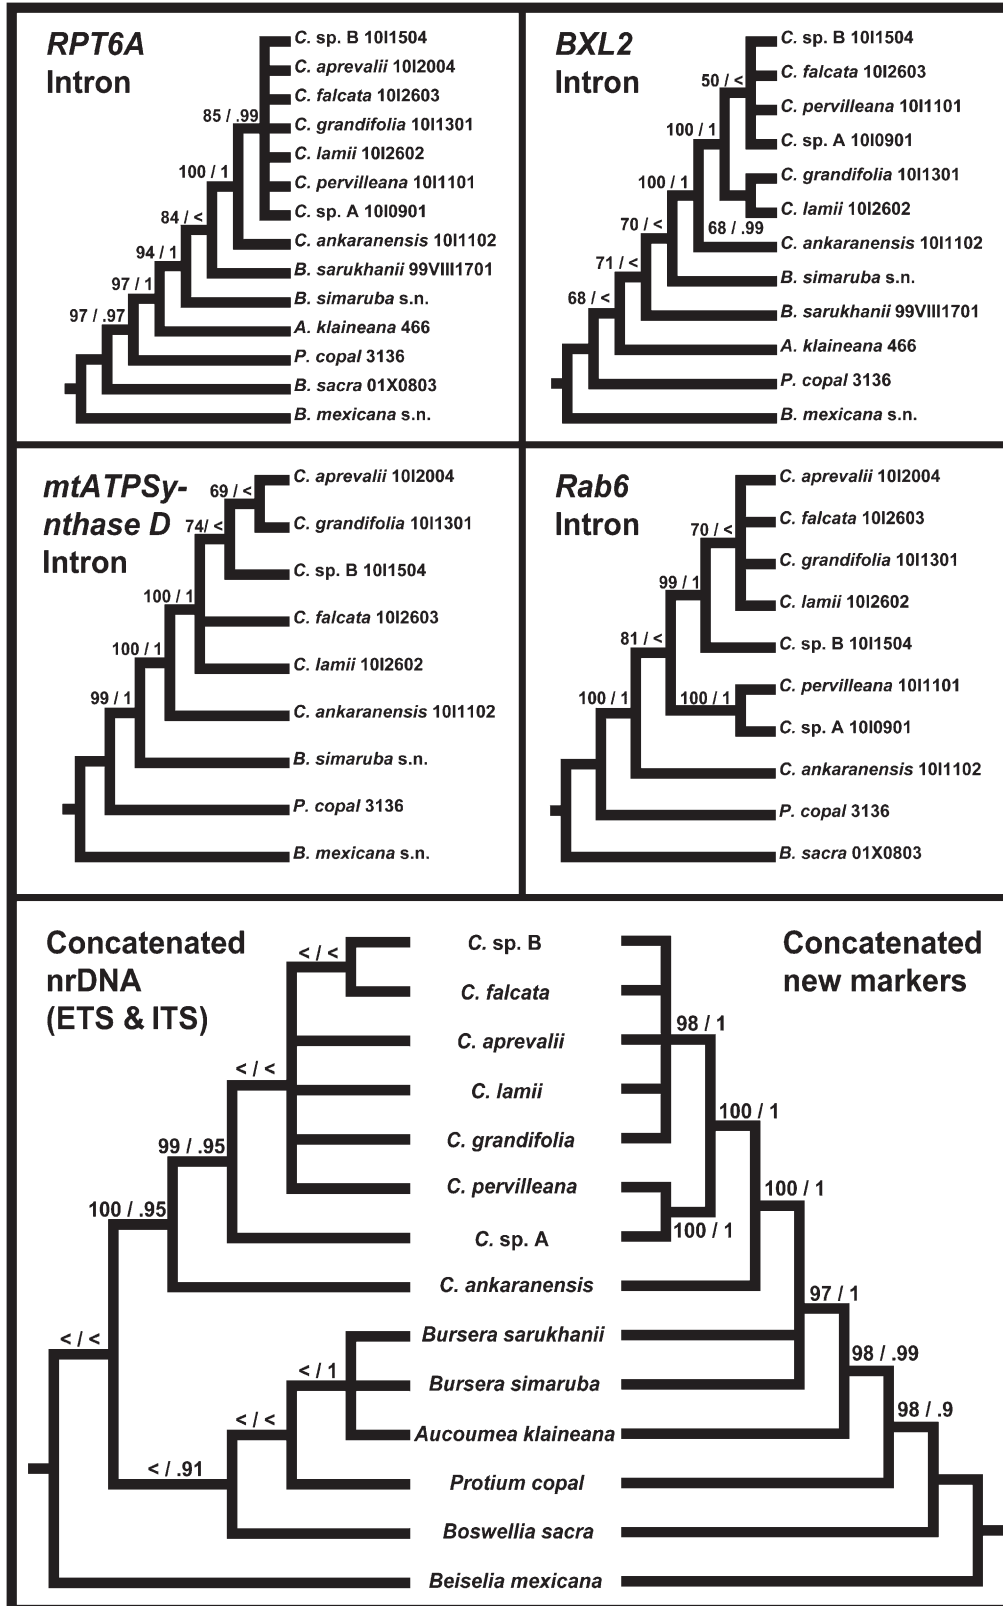 RPT6A
Intron
C. sp. B 10I1504
C. aprevalii 10I2004
C. falcata 10I2603
85 / .99
C. grandifolia 10I1301
C. lamii 10I2602
100 / 1
C. pervilleana 10I1101
84 / <
C. sp. A 10I0901
94 / 1
C. ankaranensis 10I1102
97 / 1
B. sarukhanii 99VIII1701
97 / .97
B. simaruba s.n.
A. klaineana 466
P. copal 3136
B. sacra 01X0803
B. mexicana s.n.
BXL2
Intron
C. sp. B 10I1504
50 / <
C. falcata 10I2603
C. pervilleana 10I1101
100 / 1
C. sp. A 10I0901
100 / 1
C. grandifolia 10I1301
70 / <
C. lamii 10I2602
68 / .99
71 / <
C. ankaranensis 10I1102
68 / <
B. simaruba s.n.
B. sarukhanii 99VIII1701
A. klaineana 466
P. copal 3136
B. mexicana s.n.
mtATPSy-
nthase D
Intron
C. aprevalii 10I2004
69 / <
C. grandifolia 10I1301
74/ <
C. sp. B 10I1504
100 / 1
C. falcata 10I2603
100 / 1
C. lamii 10I2602
99 / 1
C. ankaranensis 10I1102
B. simaruba s.n.
P. copal 3136
B. mexicana s.n.
Rab6
Intron
C. aprevalii 10I2004
70 / <
C. falcata 10I2603
C. grandifolia 10I1301
99 / 1
C. lamii 10I2602
81 / <
C. sp. B 10I1504
100 / 1
100 / 1
C. pervilleana 10I1101
C. sp. A 10I0901
C. ankaranensis 10I1102
P. copal 3136
B. sacra 01X0803
Concatenated
nrDNA
(ETS & ITS)
Concatenated
new markers
< / <
C. sp. B
C. falcata
C. aprevalii
98 / 1
< / <
C. lamii
100 / 1
99 / .95
C. grandifolia
100 / .95
C. pervilleana
100 / 1
C. sp. A
100 / 1
C. ankaranensis
97 / 1
< / <
Bursera sarukhanii
98 / .99
< / 1
Bursera simaruba
98 / .9
< / <
Aucoumea klaineana
< / .91
Protium copal
Boswellia sacra
Beiselia mexicana